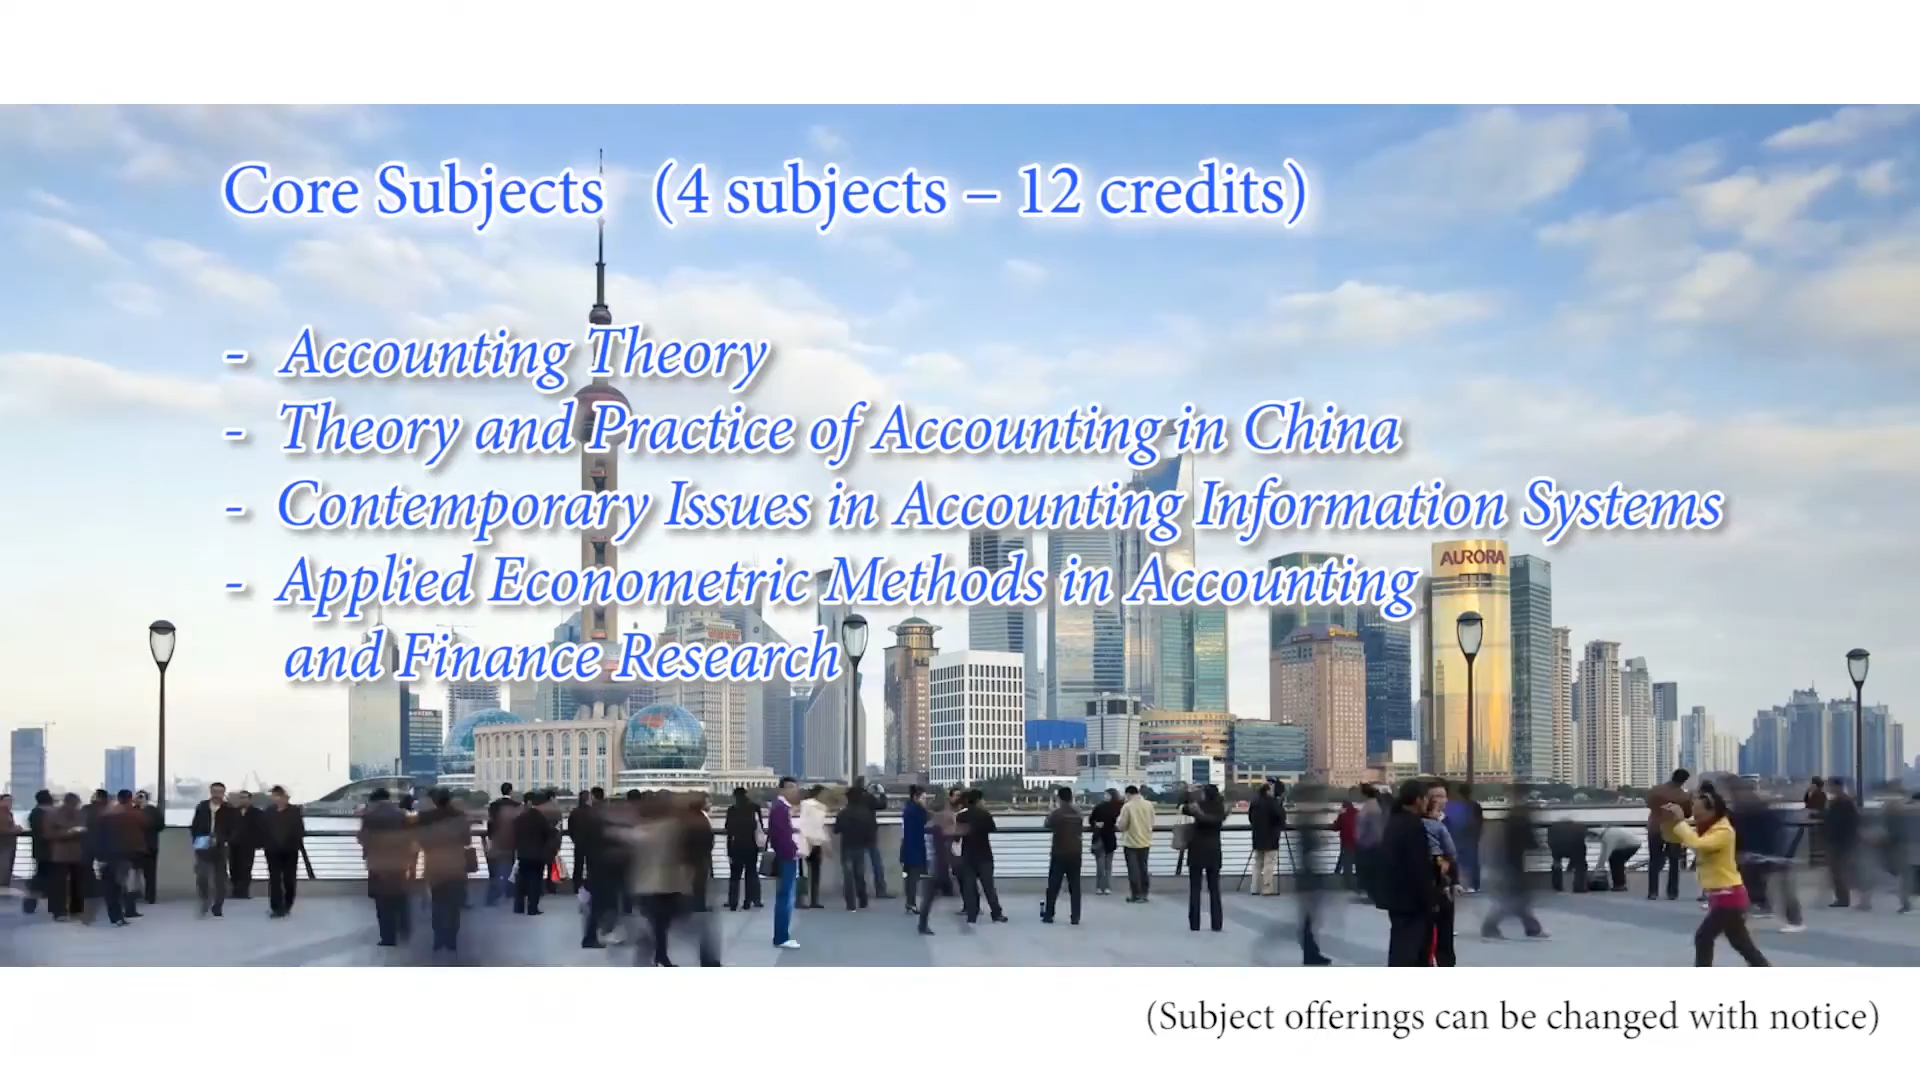 Core Subjects (4 subjects – 12 credits)
- Accounting Theory
- Theory and Practice of Accounting in China
- Contemporary Issues in Accounting Information Systems
- Applied Econometric Methods in Accounting
and Finance Research
AURORA
(Subject offerings can be changed with notice)